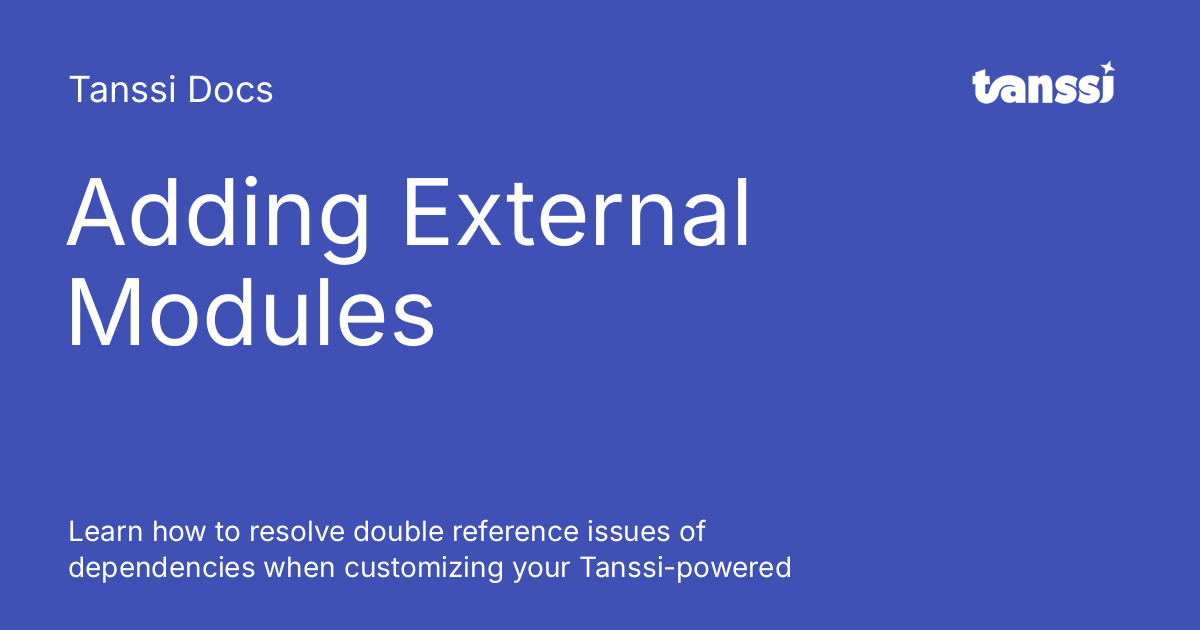 Tanssi Docs
tanssi
Adding External
Modules
Learn how to resolve double reference issues of
dependencies when customizing your Tanssi-powered